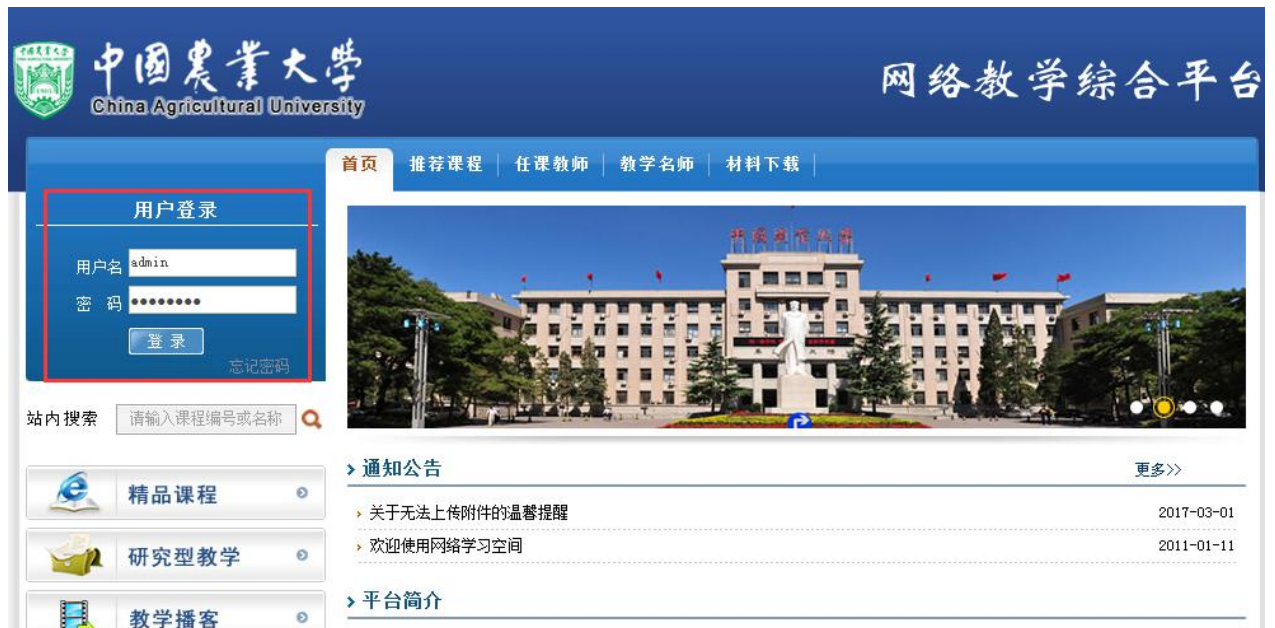 中國農業大學
China Agricultural University
网络教学综合平台
首页 推荐课程 任课教师 教学名师 材料下载
用户登录
用户名 admin
密 码 ••••••••
登录
忘记密码
站内搜索 请输入课程编号或名称
精品课程
研究型教学
教学播客
通知公告 更多>>
关于无法上传附件的温馨提醒 2017-03-01
欢迎使用网络学习空间 2011-01-11
平台简介